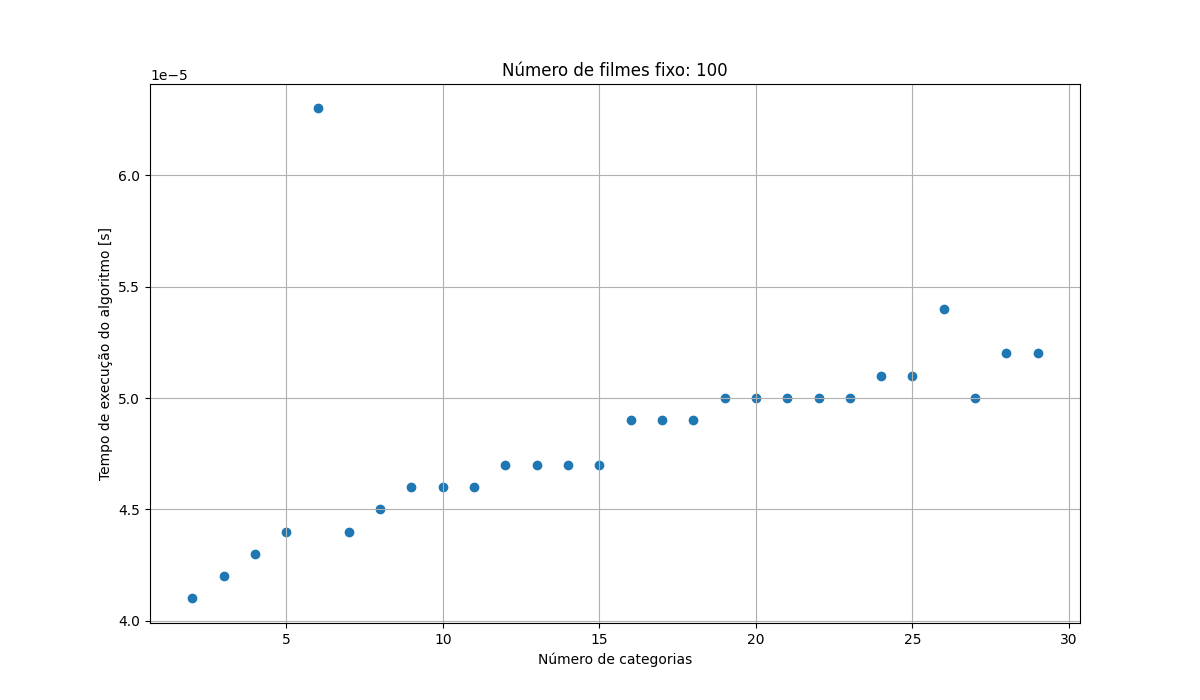 Número de filmes fixo: 100
1e−5
6.0
5.5
5.0
4.5
4.0
Tempo de execução do algoritmo [s]
5 10 15 20 25 30
Número de categorias